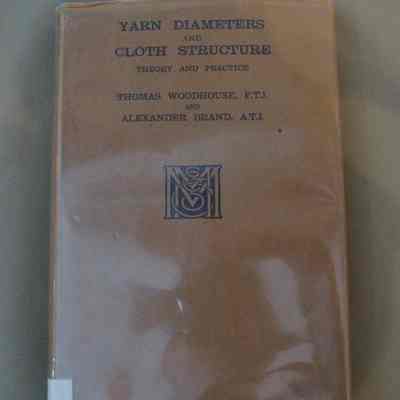 YARN DIAMETERS
AND
CLOTH STRUCTURE
THEORY AND PRACTICE
THOMAS WOODHOUSE, F.T.I.
AND
ALEXANDER BRAND, A.T.I.